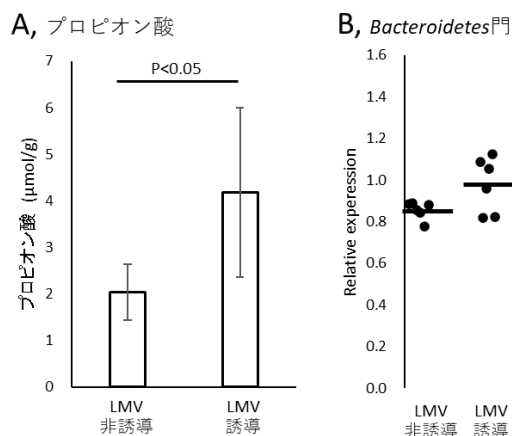 A, プロピオン酸
P<0.05
プロピオン酸 (μmol/g)
7
6
5
4
3
2
1
0
LMV
非誘導
LMV
誘導
B, Bacteroidetes門
Relative experession
1.6
1.4
1.2
1.0
0.8
0.6
0.4
0.2
0.0
LMV
非誘導
LMV
誘導